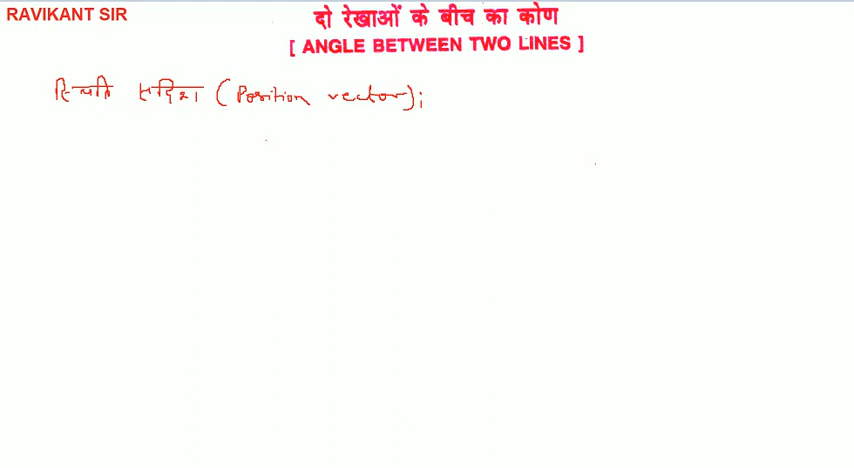 RAVIKANT SIR
दो रेखाओं के बीच का कोण
[ ANGLE BETWEEN TWO LINES ]
स्थिति सदिश (Position vector);